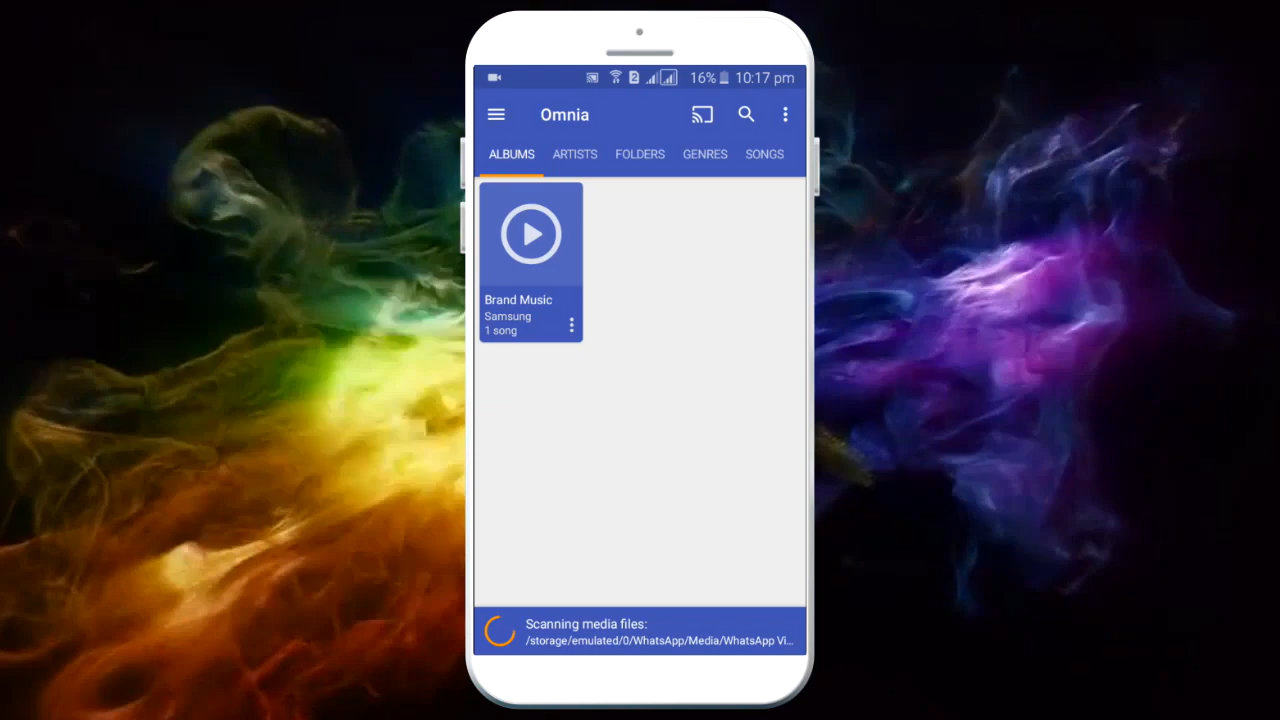 2 16% 10:17 pm
Omnia
ALBUMS ARTISTS FOLDERS GENRES SONGS
Brand Music
Samsung
1 song
Scanning media files:
/storage/emulated/0/WhatsApp/Media/WhatsApp Vi...